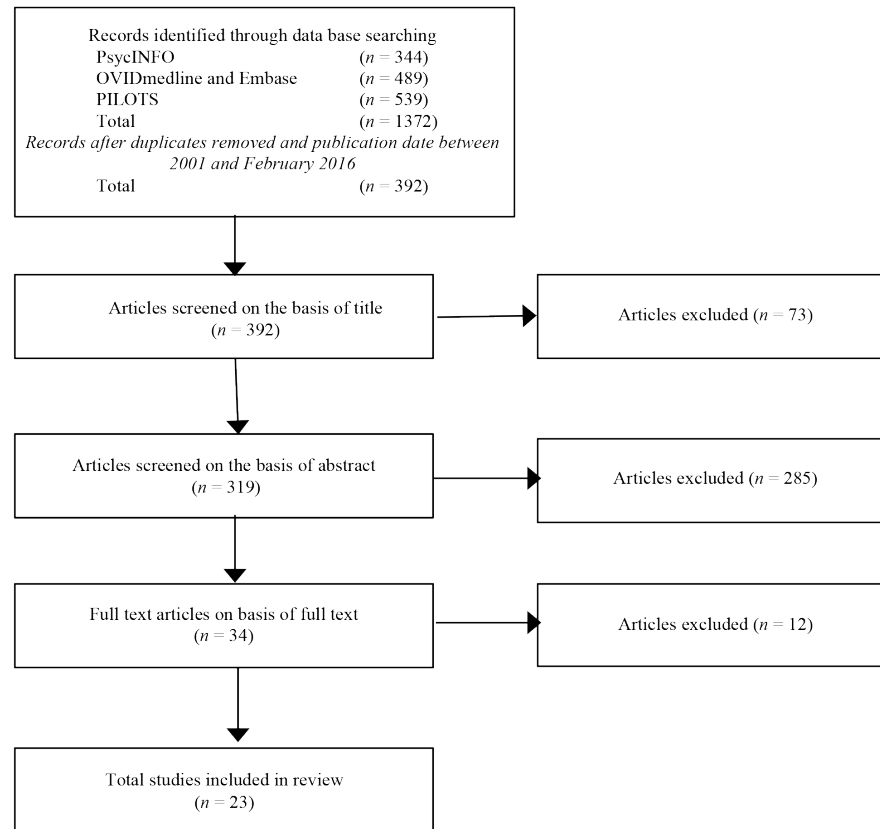 Records identified through data base searching
PsycINFO (n = 344)
OVIDmedline and Embase (n = 489)
PILOTS (n = 539)
Total (n = 1372)
Records after duplicates removed and publication date between
2001 and February 2016
Total (n = 392)
Articles screened on the basis of title
(n = 392)
Articles excluded (n = 73)
Articles screened on the basis of abstract
(n = 319)
Articles excluded (n = 285)
Full text articles on basis of full text
(n = 34)
Articles excluded (n = 12)
Total studies included in review
(n = 23)